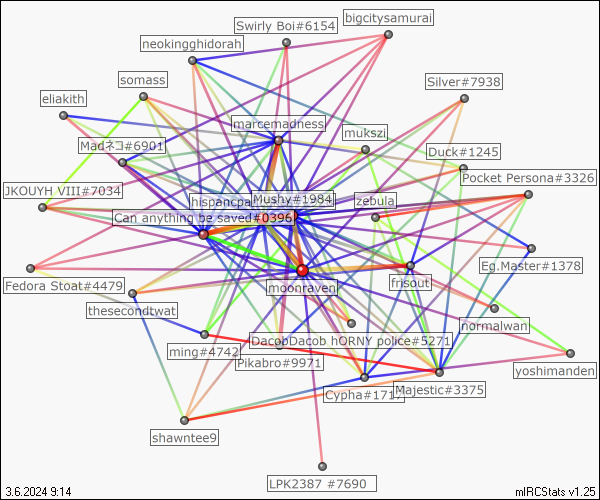 bigcitysamurai
Swirly Boi#6154
neokingghidorah
somass
Silver#7938
eliakith
marcemadness
mukszi
Madネコ#6901
Duck#1245
Pocket Persona#3326
JKOUYH VIII#7034
hispancpa
Mushy#1984
zebula
Can anything be saved#0396
Eg.Master#1378
Fedora Stoat#4479
moonraven
frisout
thesecondtwat
normalwan
DacobDacob hORNY police#5271
ming#4742
Pikabro#9971
yoshimanden
Cypha#1717
Majestic#3375
shawntee9
LPK2387 #7690
3.6.2024 9:14
mIRCStats v1.25